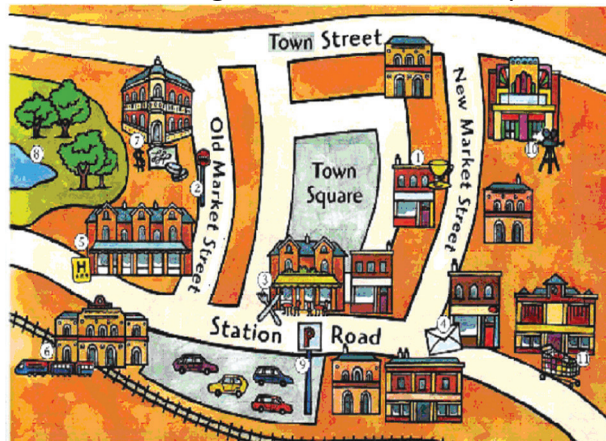 Town Street
New Market Street
Old Market Street
Town
Square
Station Road
P
H
$
1
2
3
4
5
6
7
8
9
10
11